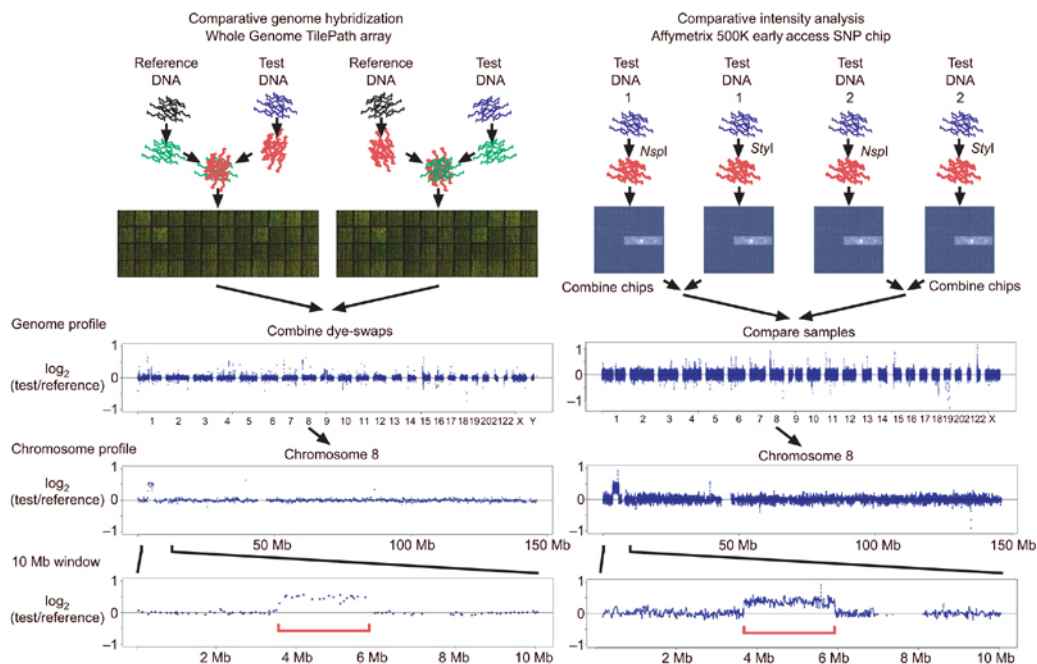 Comparative genome hybridization
Whole Genome TilePath array
Reference DNA
Test DNA
Reference DNA
Test DNA
Combine dye-swaps
Comparative intensity analysis
Affymetrix 500K early access SNP chip
Test DNA 1
Test DNA 1
Test DNA 2
Test DNA 2
NspI
StyI
NspI
StyI
Combine chips
Combine chips
Compare samples
Genome profile
log2
(test/reference)
1
0
–1
1 2 3 4 5 6 7 8 9 10 11 12 13 14 15 16 17 18 19 20 21 22 X Y
1
0
–1
1 2 3 4 5 6 7 8 9 10 11 12 13 14 15 16 17 18 19 20 21 22 X
Chromosome profile
Chromosome 8
log2
(test/reference)
1
0
–1
50 Mb 100 Mb 150 Mb
Chromosome 8
1
0
–1
50 Mb 100 Mb 150 Mb
10 Mb window
log2
(test/reference)
1
0
–1
2 Mb 4 Mb 6 Mb 8 Mb 10 Mb
1
0
–1
2 Mb 4 Mb 6 Mb 8 Mb 10 Mb